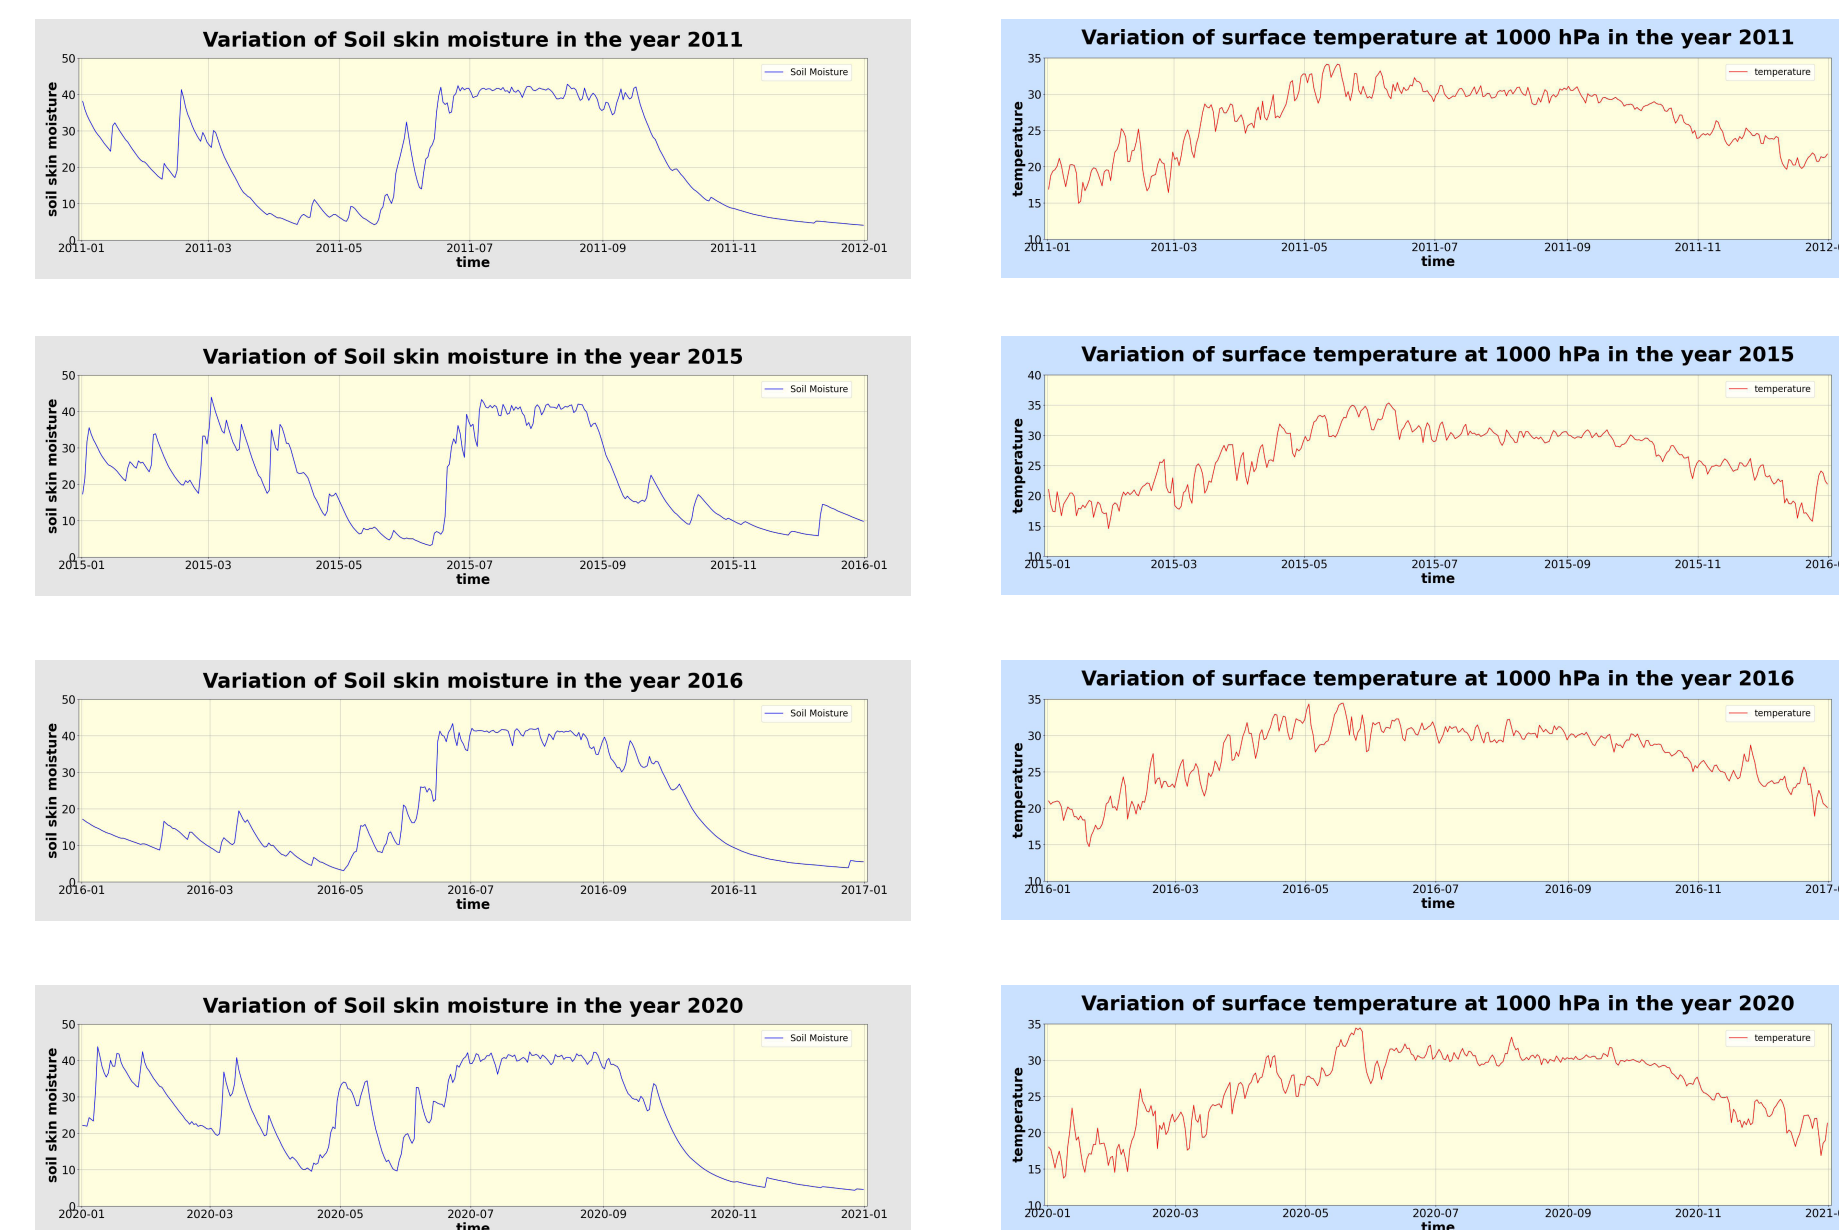 Variation of Soil skin moisture in the year 2011
50
40
30
20
10
0
soil skin moisture
Soil Moisture
2011-01 2011-03 2011-05 2011-07 2011-09 2011-11 2012-01
time
Variation of surface temperature at 1000 hPa in the year 2011
35
30
25
20
15
10
temperature
temperature
2011-01 2011-03 2011-05 2011-07 2011-09 2011-11 2012-
time
Variation of Soil skin moisture in the year 2015
50
40
30
20
10
0
soil skin moisture
Soil Moisture
2015-01 2015-03 2015-05 2015-07 2015-09 2015-11 2016-01
time
Variation of surface temperature at 1000 hPa in the year 2015
40
35
30
25
20
15
10
temperature
temperature
2015-01 2015-03 2015-05 2015-07 2015-09 2015-11 2016-
time
Variation of Soil skin moisture in the year 2016
50
40
30
20
10
0
soil skin moisture
Soil Moisture
2016-01 2016-03 2016-05 2016-07 2016-09 2016-11 2017-01
time
Variation of surface temperature at 1000 hPa in the year 2016
35
30
25
20
15
10
temperature
temperature
2016-01 2016-03 2016-05 2016-07 2016-09 2016-11 2017-
time
Variation of Soil skin moisture in the year 2020
50
40
30
20
10
0
soil skin moisture
Soil Moisture
2020-01 2020-03 2020-05 2020-07 2020-09 2020-11 2021-01
time
Variation of surface temperature at 1000 hPa in the year 2020
35
30
25
20
15
10
temperature
temperature
2020-01 2020-03 2020-05 2020-07 2020-09 2020-11 2021-
time